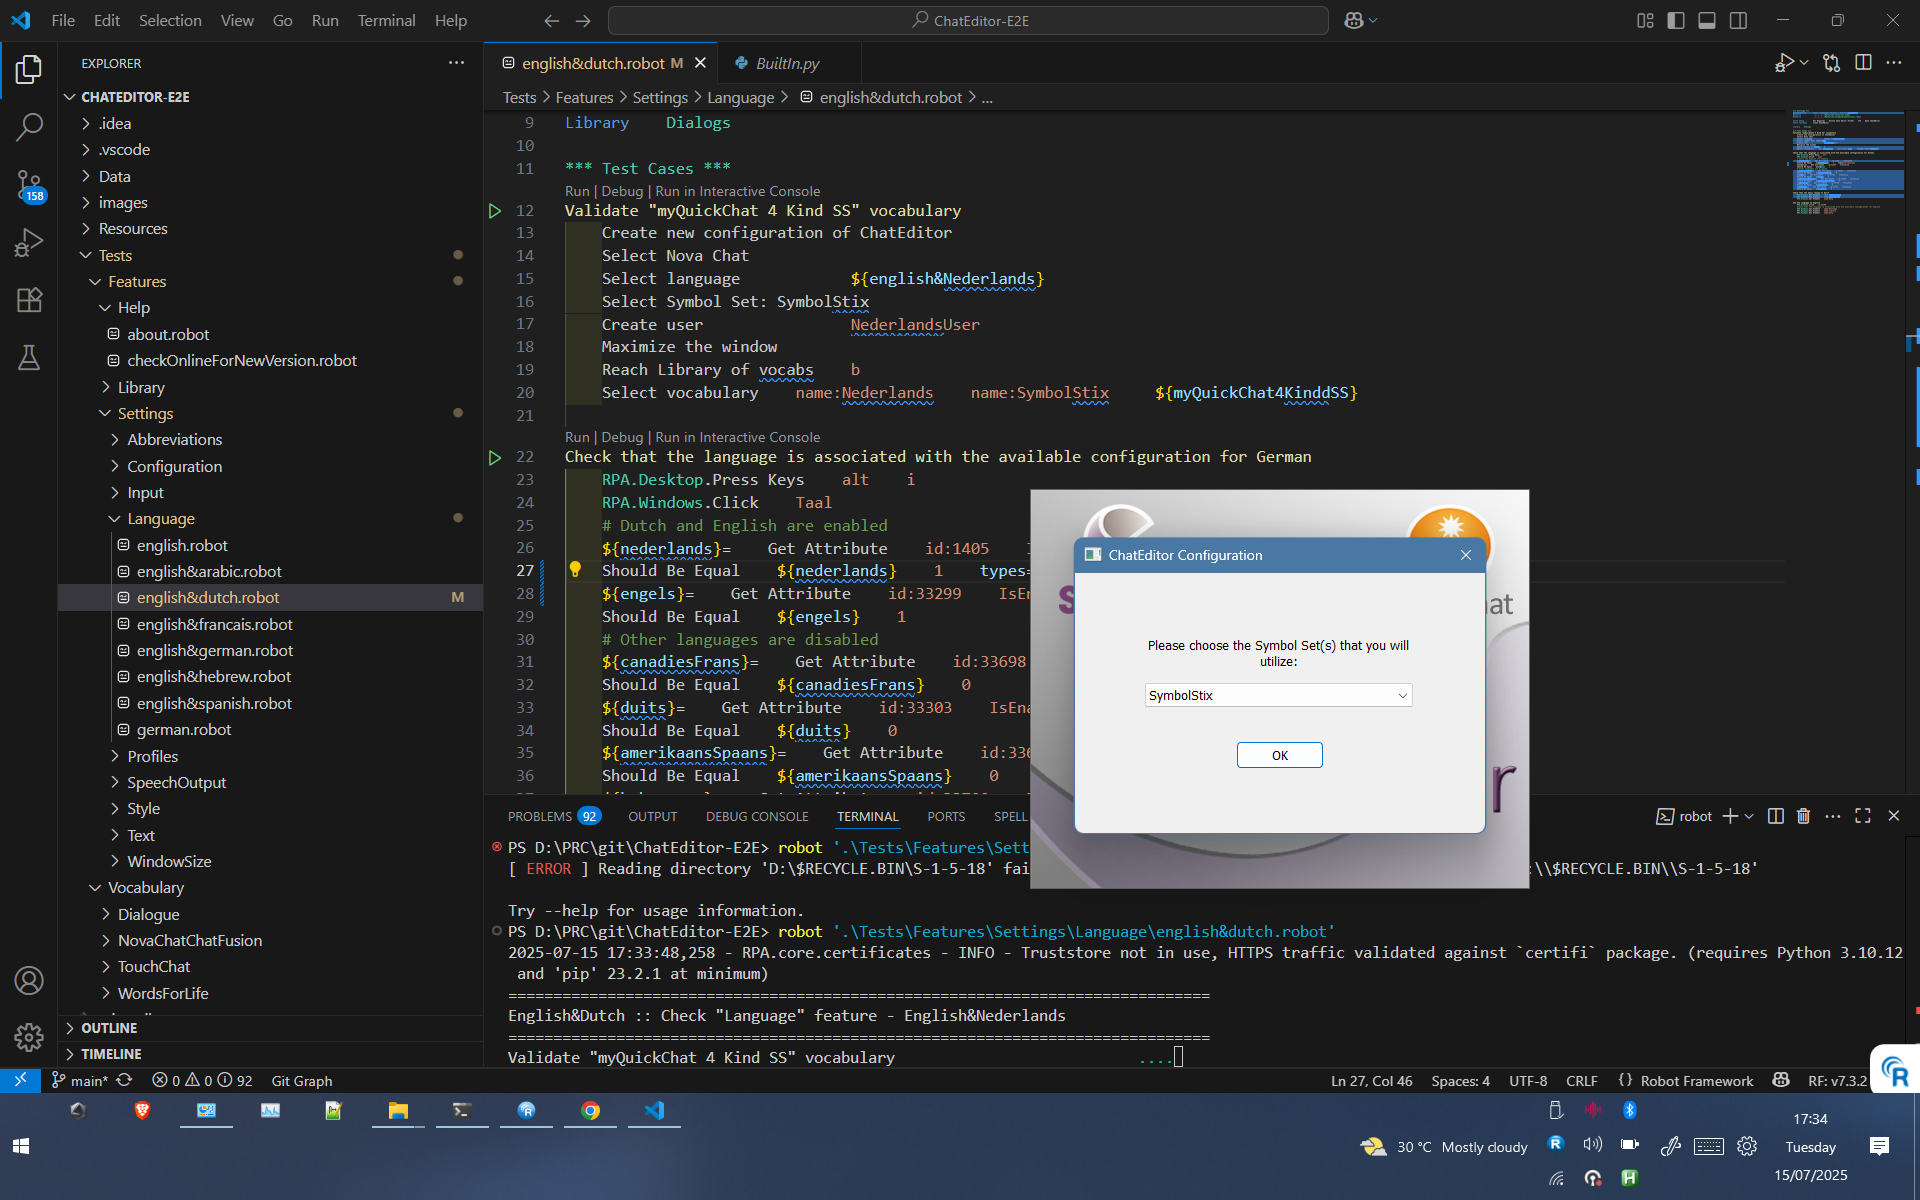 File Edit Selection View Go Run Terminal Help
ChatEditor-E2E
EXPLORER
CHATEDITOR-E2E
.idea
.vscode
Data
images
Resources
Tests
Features
Help
about.robot
checkOnlineForNewVersion.robot
Library
Settings
Abbreviations
Configuration
Input
Language
english.robot
english&arabic.robot
english&dutch.robot M
english&francais.robot
english&german.robot
english&hebrew.robot
english&spanish.robot
german.robot
Profiles
SpeechOutput
Style
Text
WindowSize
Vocabulary
Dialogue
NovaChatChatFusion
TouchChat
WordsForLife
OUTLINE
TIMELINE
158
english&dutch.robot M
BuiltIn.py
Tests > Features > Settings > Language > english&dutch.robot > ...
9 Library Dialogs
10
11 *** Test Cases ***
Run | Debug | Run in Interactive Console
12 Validate "myQuickChat 4 Kind SS" vocabulary
13 Create new configuration of ChatEditor
14 Select Nova Chat
15 Select language ${english&Nederlands}
16 Select Symbol Set: SymbolStix
17 Create user NederlandsUser
18 Maximize the window
19 Reach Library of vocabs b
20 Select vocabulary name:Nederlands name:SymbolStix ${myQuickChat4KinddSS}
21
Run | Debug | Run in Interactive Console
22 Check that the language is associated with the available configuration for German
23 RPA.Desktop.Press Keys alt i
24 RPA.Windows.Click Taal
25 # Dutch and English are enabled
26 ${nederlands}= Get Attribute id:1405
27 Should Be Equal ${nederlands} 1 types=
28 ${engels}= Get Attribute id:33299 IsEn
29 Should Be Equal ${engels} 1
30 # Other languages are disabled
31 ${canadiesFrans}= Get Attribute id:33698
32 Should Be Equal ${canadiesFrans} 0
33 ${duits}= Get Attribute id:33303 IsEna
34 Should Be Equal ${duits} 0
35 ${amerikaansSpaans}= Get Attribute id:336
36 Should Be Equal ${amerikaansSpaans} 0
ChatEditor Configuration
Please choose the Symbol Set(s) that you will
utilize:
SymbolStix
OK
S
hat
r
PROBLEMS 92 OUTPUT DEBUG CONSOLE TERMINAL PORTS SPELL
robot
PS D:\PRC\git\ChatEditor-E2E> robot '.\Tests\Features\Sett
[ ERROR ] Reading directory 'D:\$RECYCLE.BIN\S-1-5-18' fai :\\$RECYCLE.BIN\\S-1-5-18'
Try --help for usage information.
PS D:\PRC\git\ChatEditor-E2E> robot '.\Tests\Features\Settings\Language\english&dutch.robot'
2025-07-15 17:33:48,258 - RPA.core.certificates - INFO - Truststore not in use, HTTPS traffic validated against `certifi` package. (requires Python 3.10.12
and 'pip' 23.2.1 at minimum)
==============================================================================
English&Dutch :: Check "Language" feature - English&Nederlands
==============================================================================
Validate "myQuickChat 4 Kind SS" vocabulary ....
main* 0 0 92 Git Graph
Ln 27, Col 46 Spaces: 4 UTF-8 CRLF {} Robot Framework RF: v7.3.2
30 °C Mostly cloudy
17:34
Tuesday
15/07/2025